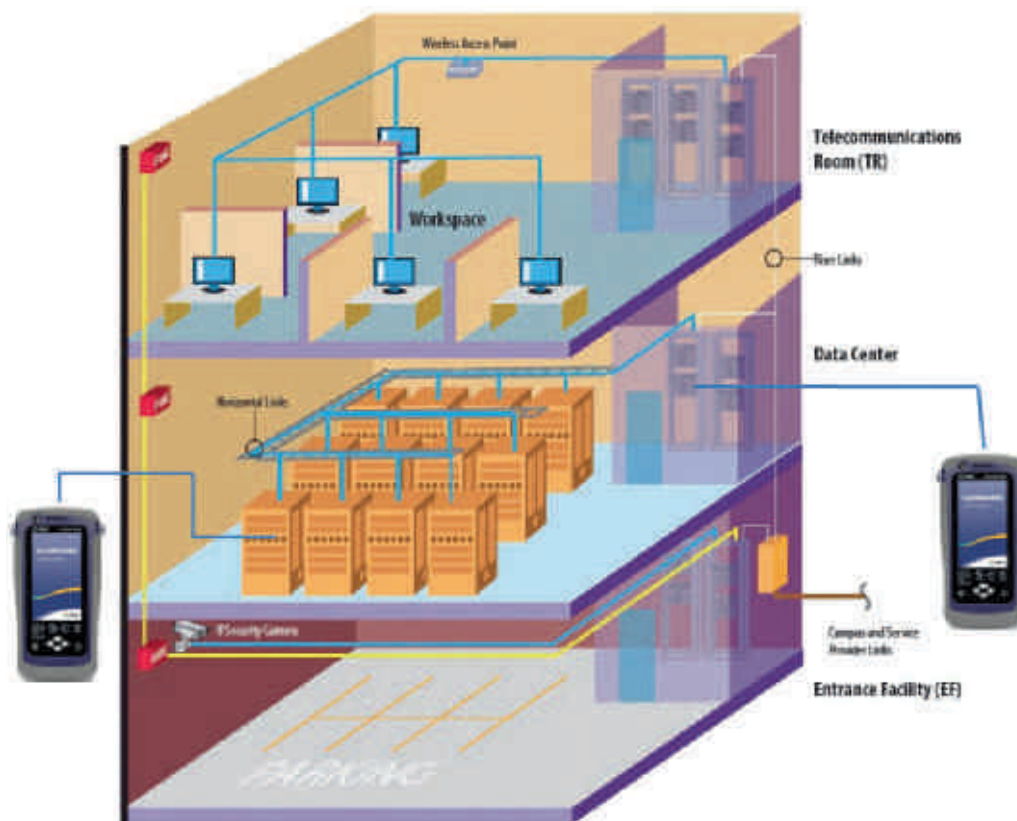 Wireless Access Point
Telecommunications
Room (TR)
Workspace
Riser Links
Data Center
Horizontal Links
IP Security Camera
Campus and Service
Provider Links
Entrance Facility (EF)
PARKING